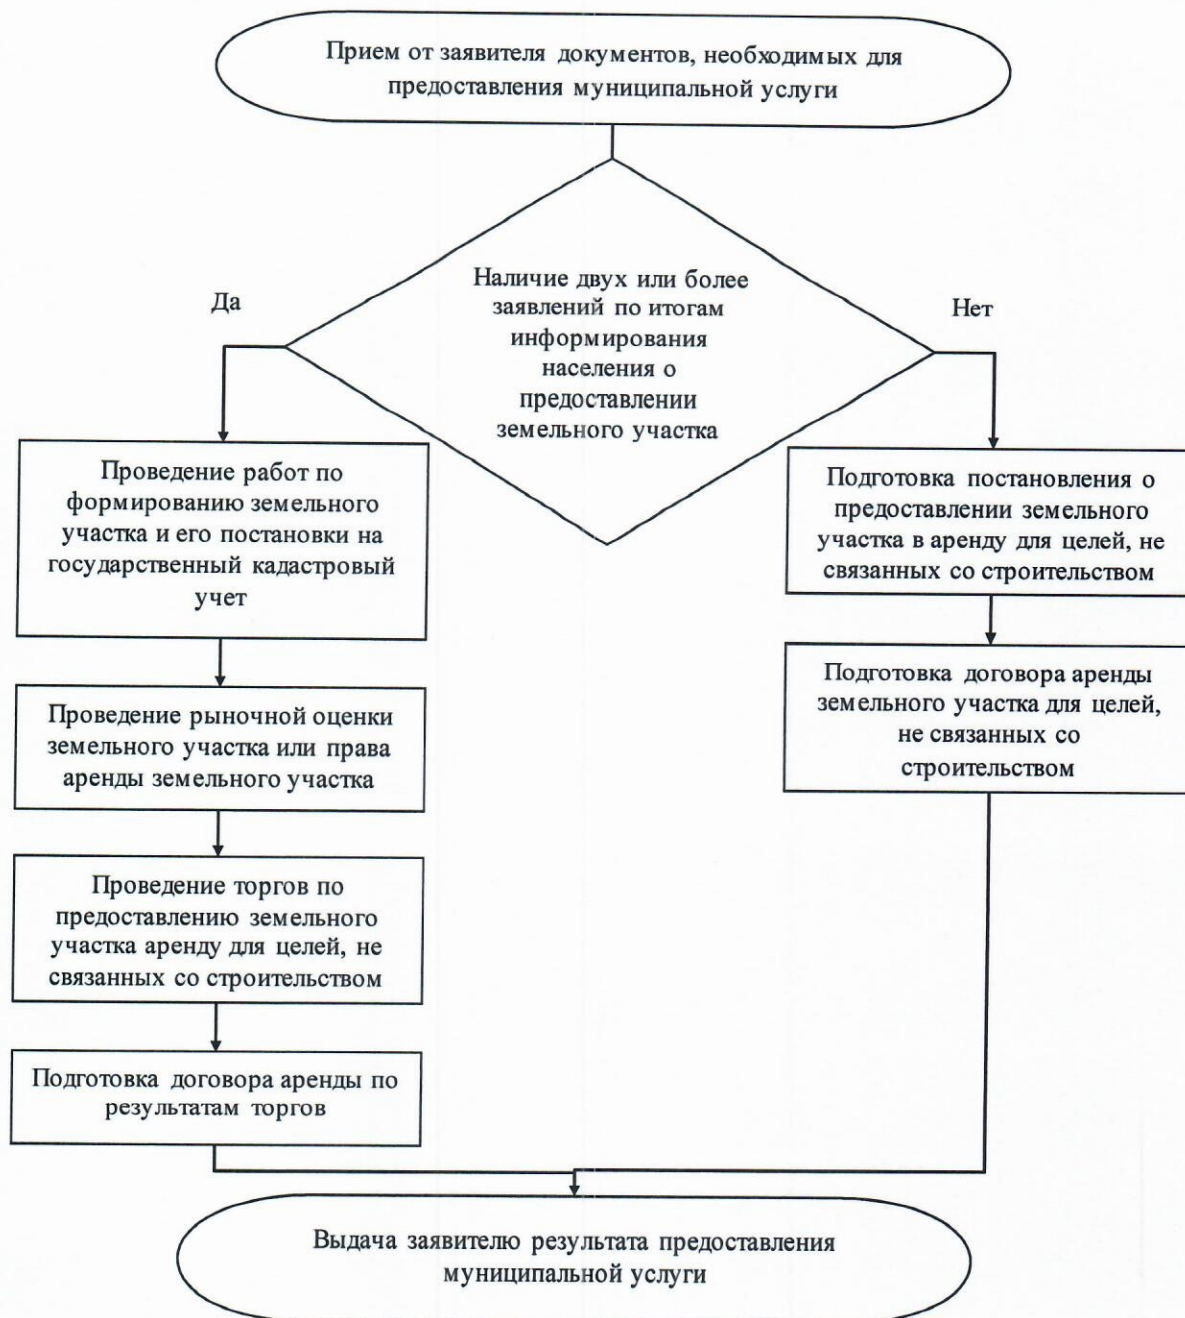 Прием от заявителя документов, необходимых для
предоставления муниципальной услуги
Наличие двух или более
заявлений по итогам
информирования
населения о
предоставлении
земельного участка
Да
Нет
Проведение работ по
формированию земельного
участка и его постановки на
государственный кадастровый
учет
Проведение рыночной оценки
земельного участка или права
аренды земельного участка
Проведение торгов по
предоставлению земельного
участка аренду для целей, не
связанных со строительством
Подготовка договора аренды по
результатам торгов
Подготовка постановления о
предоставлении земельного
участка в аренду для целей, не
связанных со строительством
Подготовка договора аренды
земельного участка для целей,
не связанных со
строительством
Выдача заявителю результата предоставления
муниципальной услуги